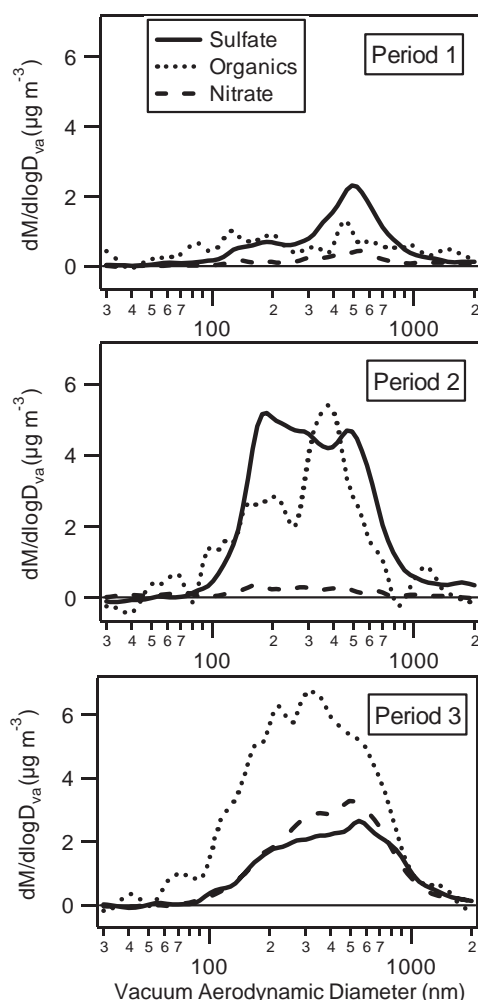 Sulfate
Organics
Nitrate
Period 1
dM/dlogDva (µg m-3)
6
4
2
0
3 4 5 6 7 2 3 4 5 6 7 2
100 1000
Period 2
dM/dlogDva (µg m-3)
6
4
2
0
3 4 5 6 7 2 3 4 5 6 7 2
100 1000
Period 3
dM/dlogDva (µg m-3)
6
4
2
0
3 4 5 6 7 2 3 4 5 6 7 2
100 1000
Vacuum Aerodynamic Diameter (nm)